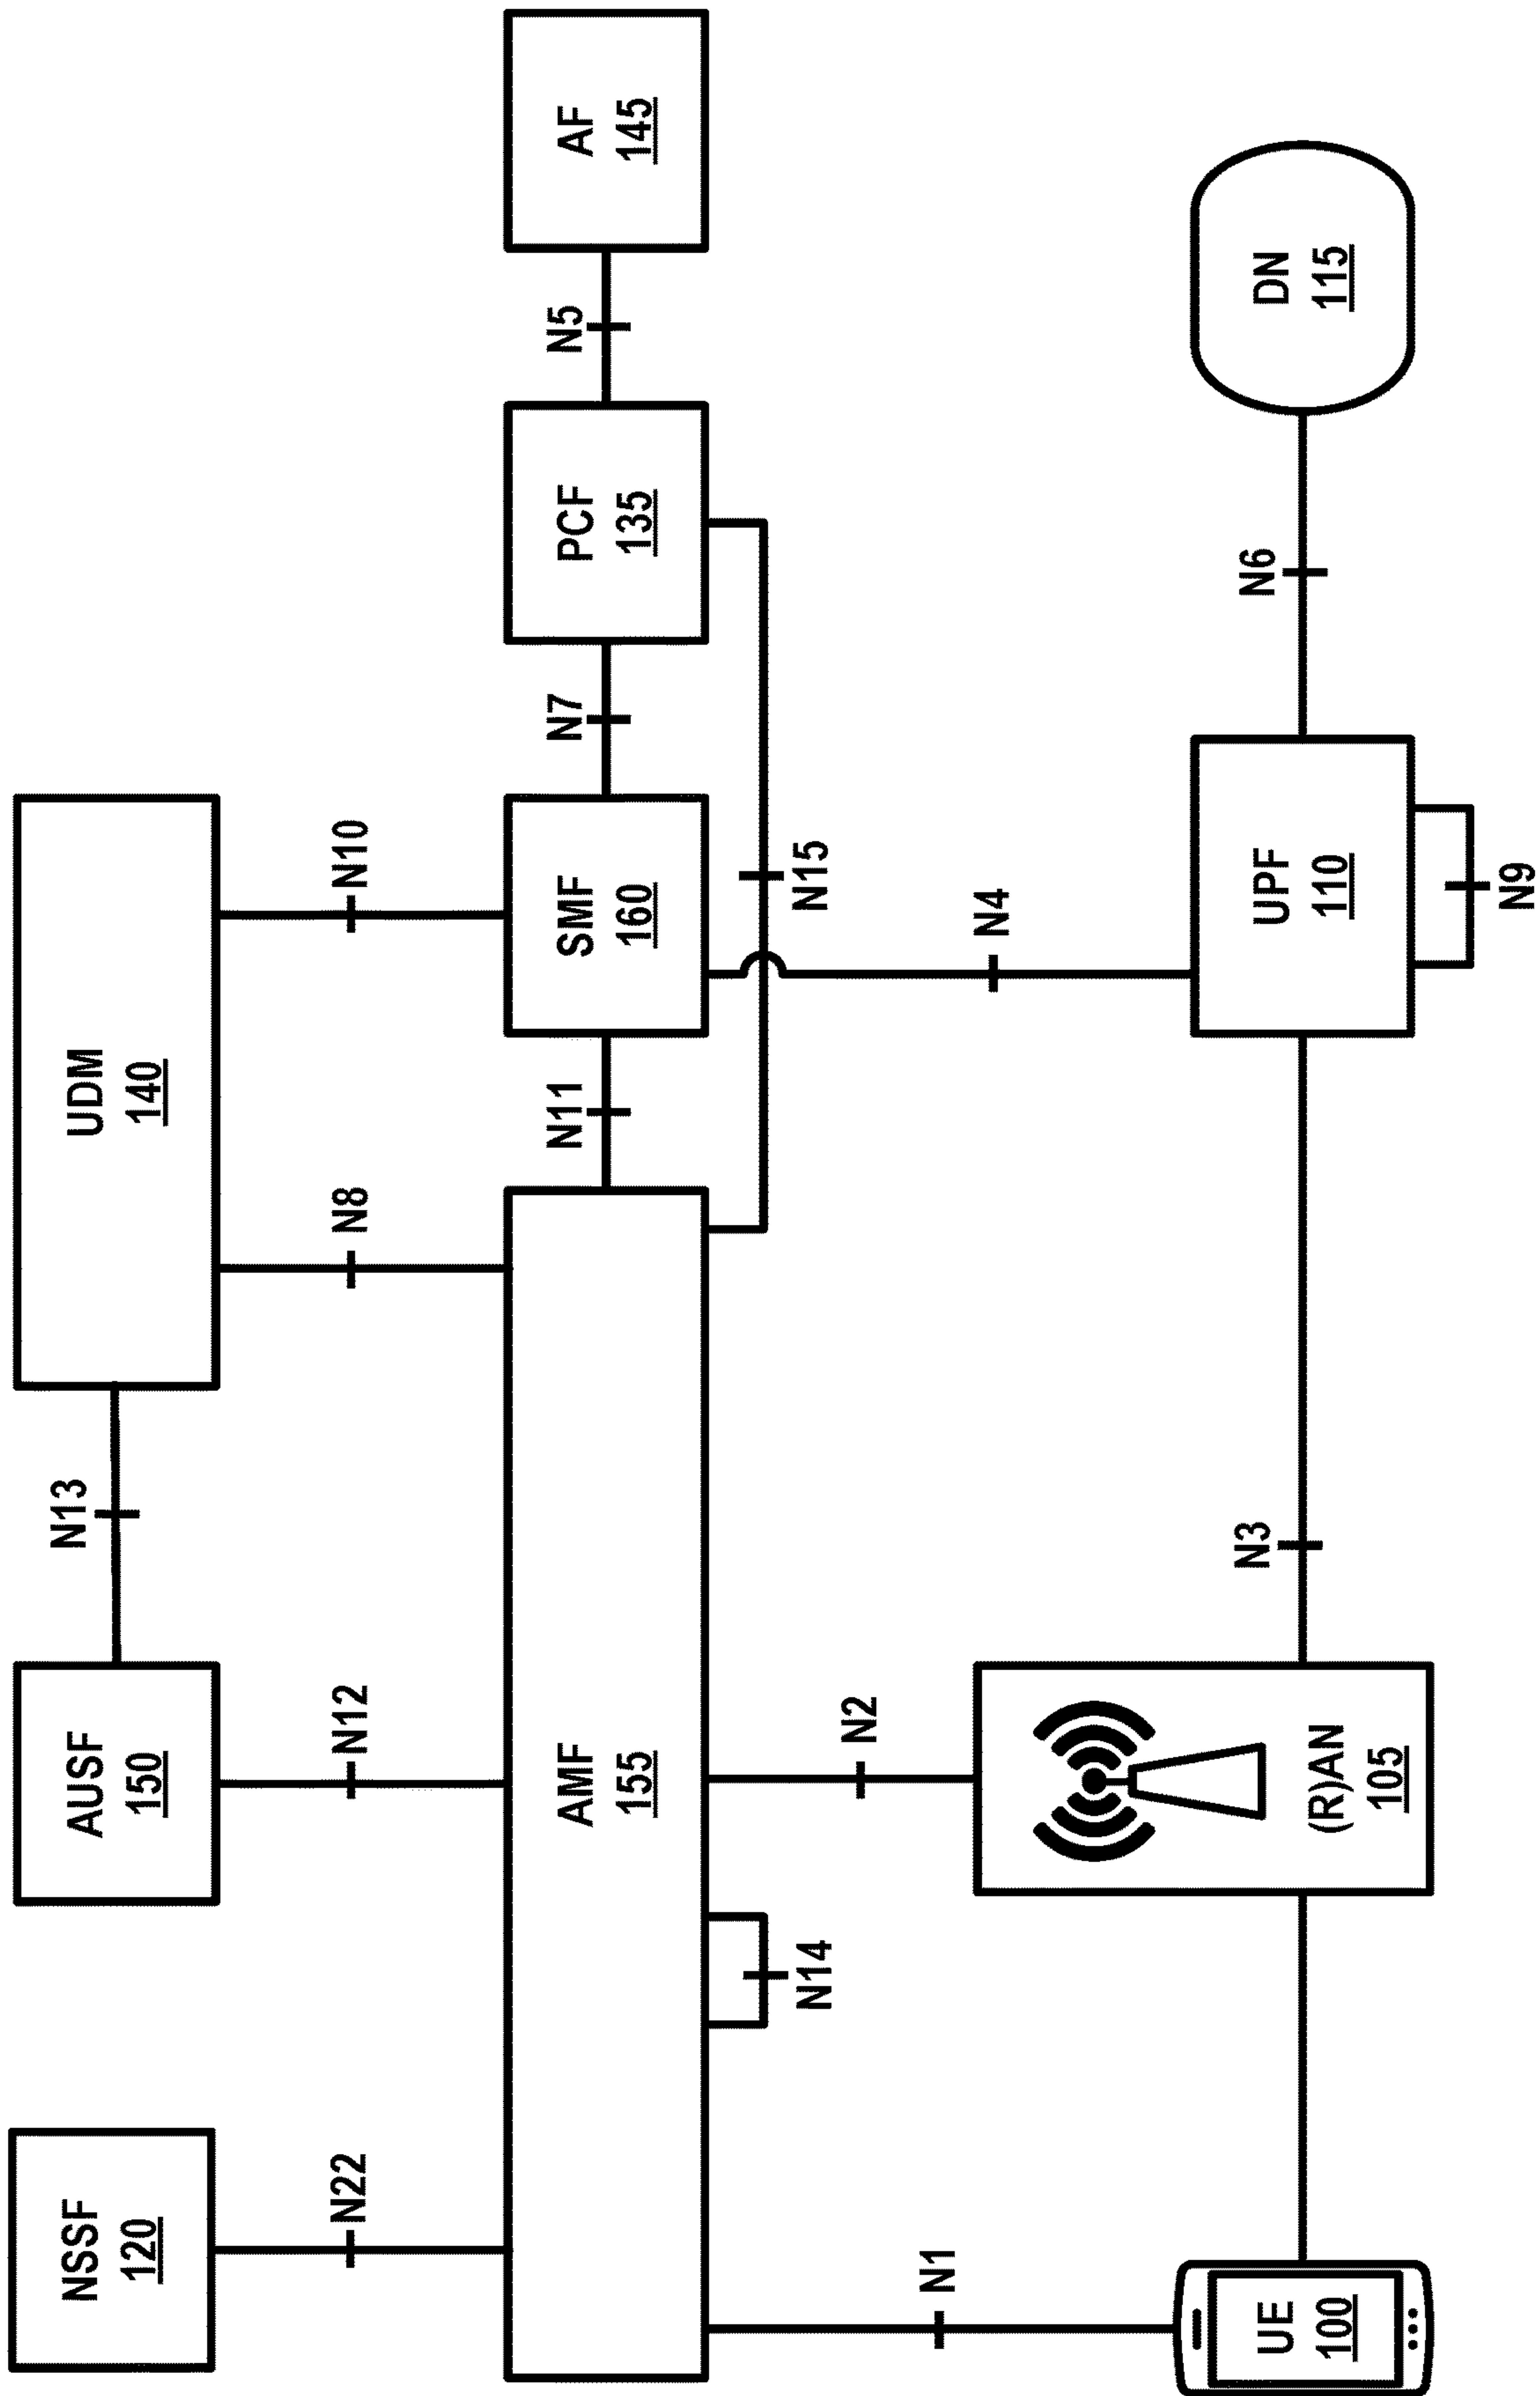 NSSF
120
AUSF
150
N13
UDM
140
N22
N12
N8
N10
AMF
155
N11
SMF
160
N7
PCF
135
N5
AF
145
N14
N15
N1
N2
N4
UE
100
(R)AN
105
N3
UPF
110
N6
DN
115
N9